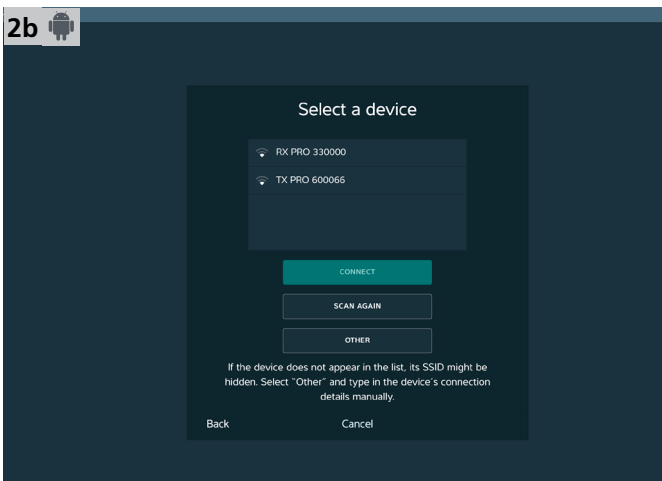 2b
Select a device
RX PRO 330000
TX PRO 600066
CONNECT
SCAN AGAIN
OTHER
If the device does not appear in the list, its SSID might be
hidden. Select "Other" and type in the device's connection
details manually.
Back Cancel